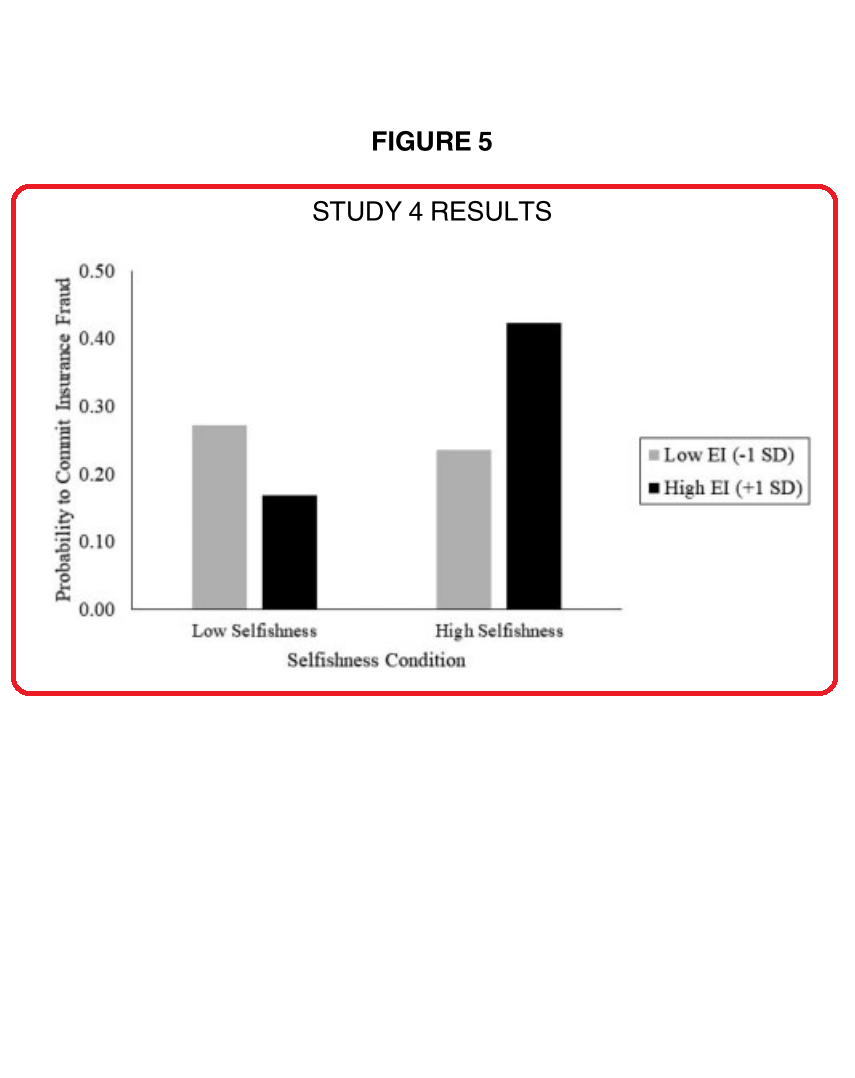 FIGURE 5
STUDY 4 RESULTS
Probability to Commit Insurance Fraud
0.50
0.40
0.30
0.20
0.10
0.00
Low Selfishness
High Selfishness
Selfishness Condition
Low EI (-1 SD)
High EI (+1 SD)